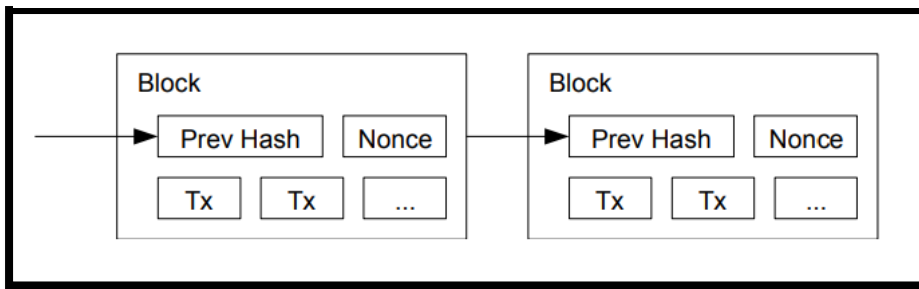 Block
Prev Hash Nonce
Tx Tx ...
Block
Prev Hash Nonce
Tx Tx ...